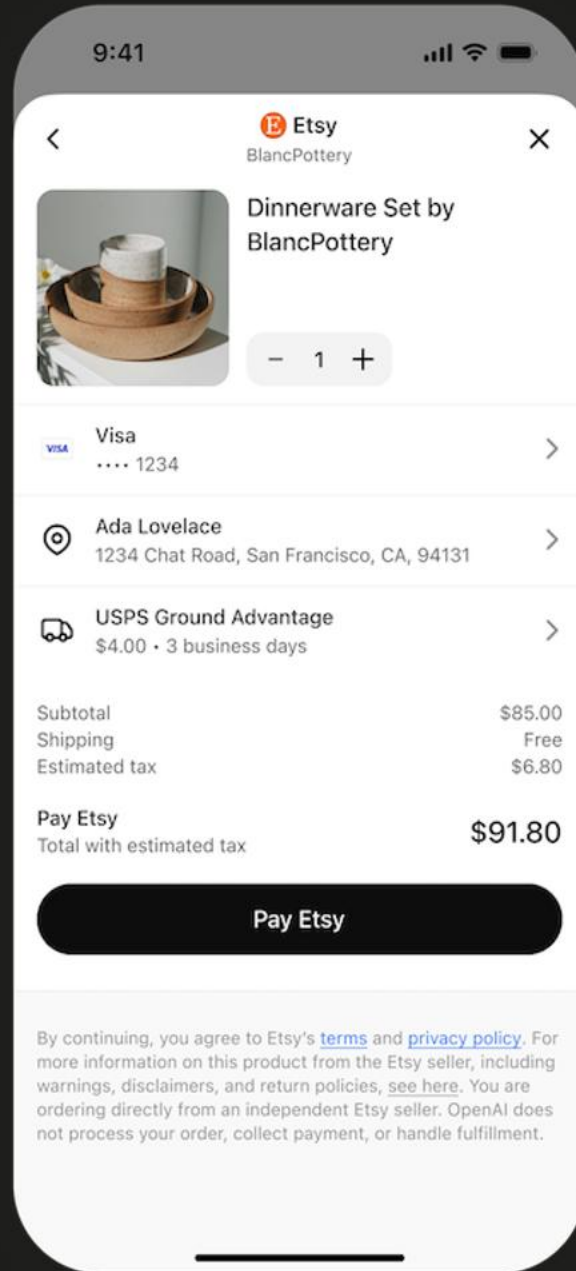 9:41
Etsy
BlancPottery
Dinnerware Set by
BlancPottery
− 1 +
VISA
Visa
•••• 1234
Ada Lovelace
1234 Chat Road, San Francisco, CA, 94131
USPS Ground Advantage
$4.00 • 3 business days
Subtotal $85.00
Shipping Free
Estimated tax $6.80
Pay Etsy
Total with estimated tax $91.80
Pay Etsy
By continuing, you agree to Etsy's terms and privacy policy. For
more information on this product from the Etsy seller, including
warnings, disclaimers, and return policies, see here. You are
ordering directly from an independent Etsy seller. OpenAI does
not process your order, collect payment, or handle fulfillment.